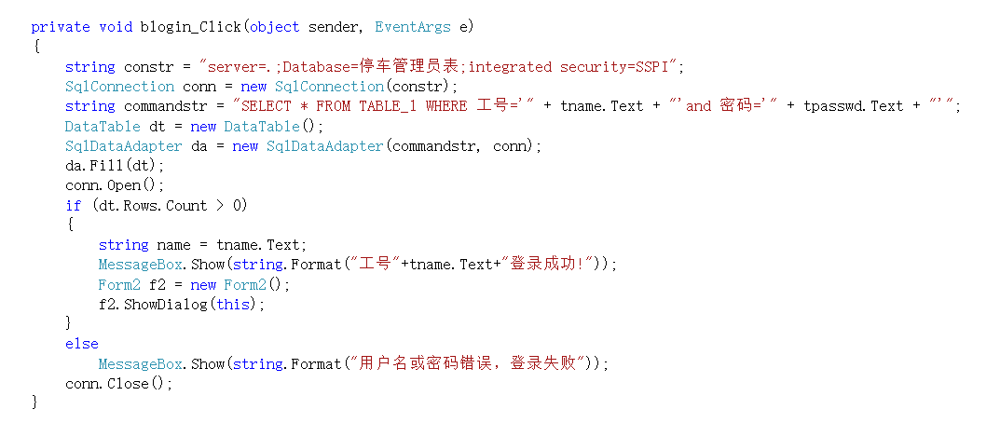 private void blogin_Click(object sender, EventArgs e)
{
string constr = "server=.;Database=停车管理员表;integrated security=SSPI";
SqlConnection conn = new SqlConnection(constr);
string commandstr = "SELECT * FROM TABLE_1 WHERE 工号='" + tname.Text + "'and 密码='" + tpasswd.Text + "'";
DataTable dt = new DataTable();
SqlDataAdapter da = new SqlDataAdapter(commandstr, conn);
da.Fill(dt);
conn.Open();
if (dt.Rows.Count > 0)
{
string name = tname.Text;
MessageBox.Show(string.Format("工号"+tname.Text+"登录成功!"));
Form2 f2 = new Form2();
f2.ShowDialog(this);
}
else
MessageBox.Show(string.Format("用户名或密码错误，登录失败"));
conn.Close();
}